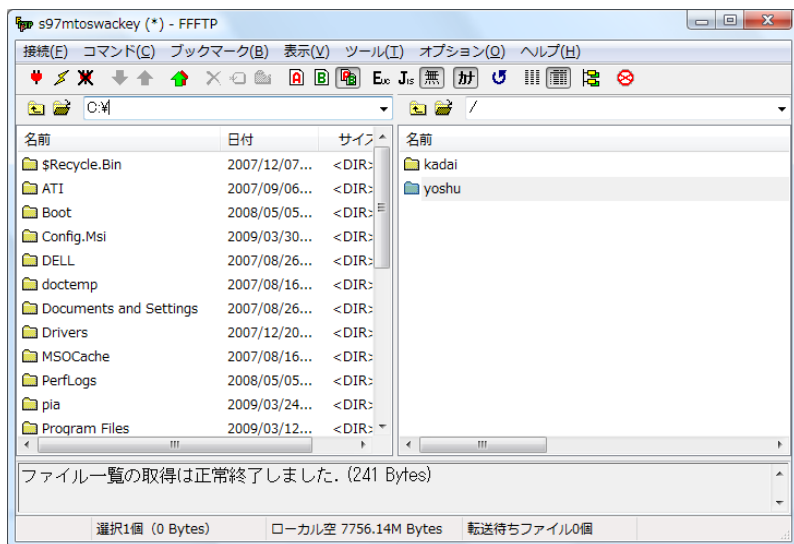 s97mtoswackey (*) - FFFTP
接続(F) コマンド(C) ブックマーク(B) 表示(V) ツール(T) オプション(O) ヘルプ(H)
A B Euc Jis 無 カナ
C:¥ /
名前 日付 サイズ 名前
$Recycle.Bin 2007/12/07... <DIR> kadai
ATI 2007/09/06... <DIR> yoshu
Boot 2008/05/05... <DIR>
Config.Msi 2009/03/30... <DIR>
DELL 2007/08/26... <DIR>
doctemp 2007/08/16... <DIR>
Documents and Settings 2007/08/26... <DIR>
Drivers 2007/12/20... <DIR>
MSOCache 2007/08/16... <DIR>
PerfLogs 2008/05/05... <DIR>
pia 2009/03/24... <DIR>
Program Files 2009/03/12... <DIR>
ファイル一覧の取得は正常終了しました. (241 Bytes)
選択1個 (0 Bytes) ローカル空 7756.14M Bytes 転送待ちファイル0個